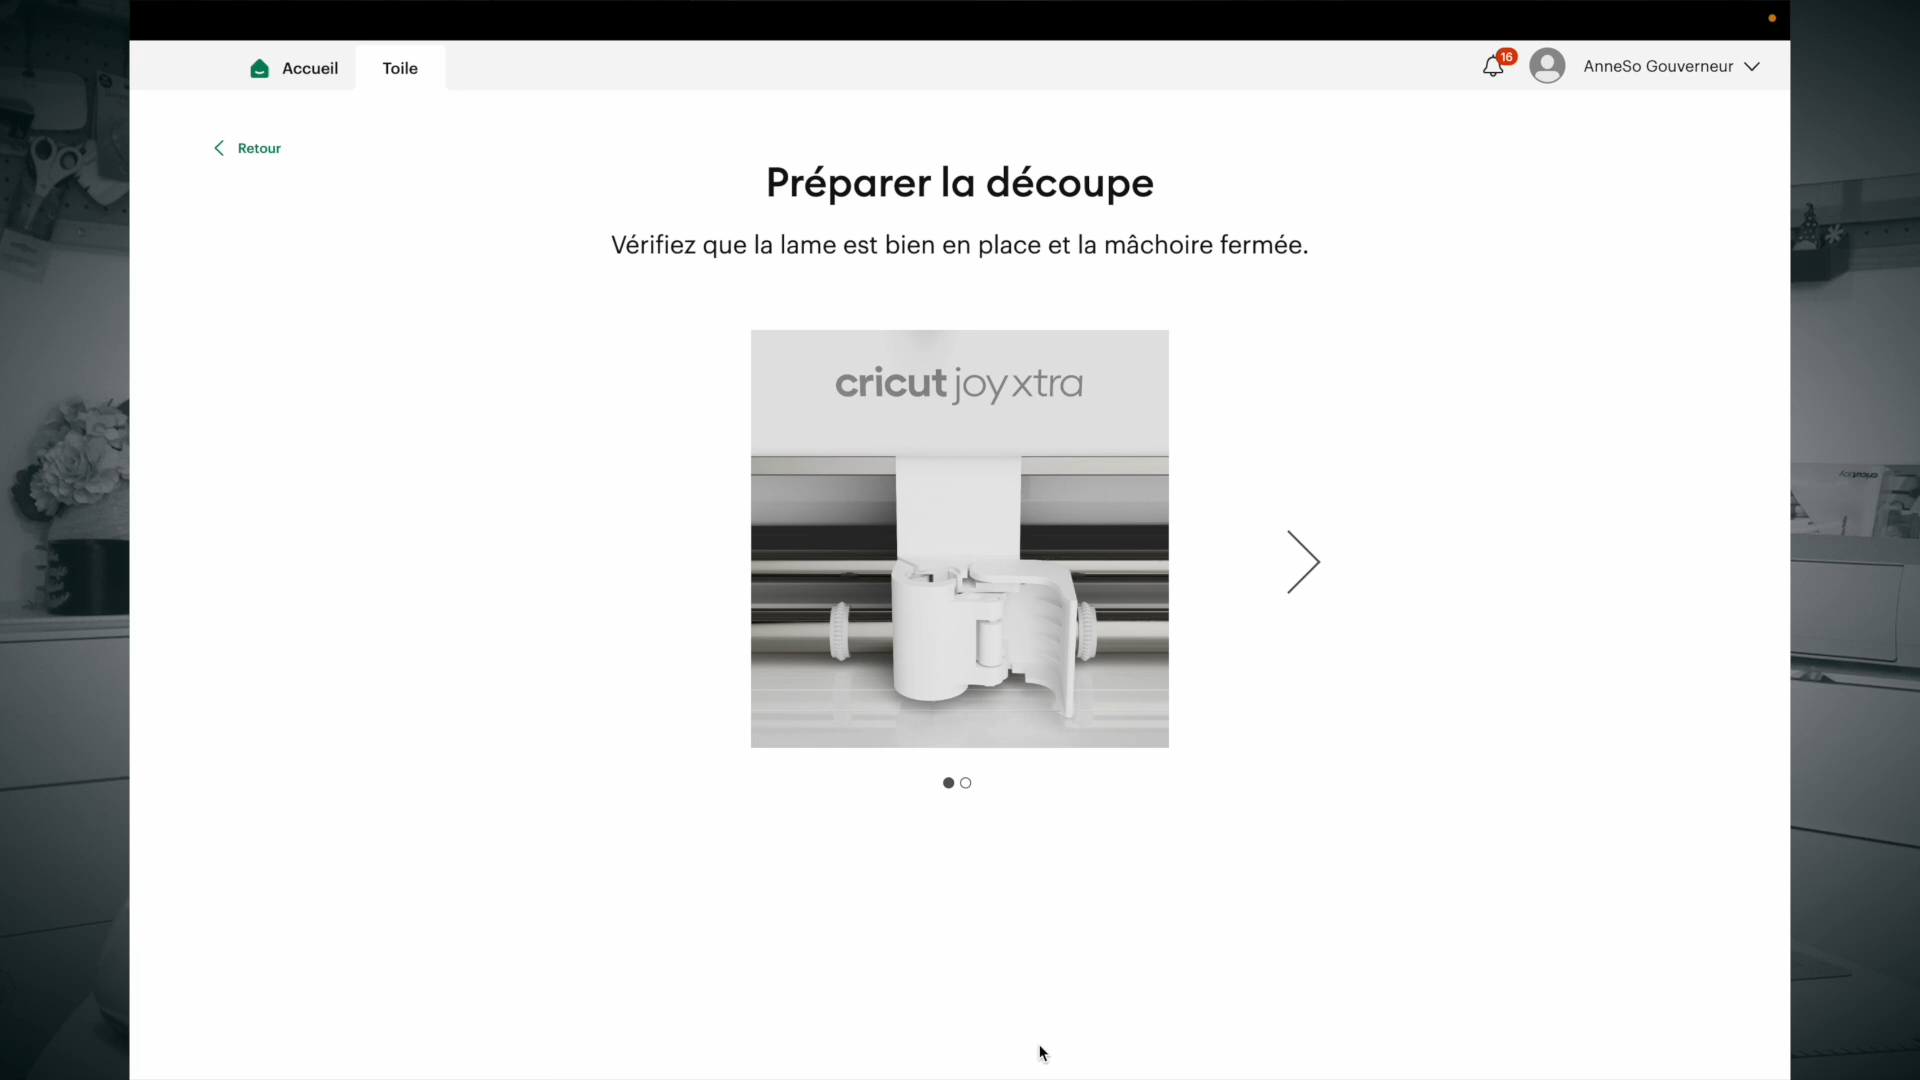 Accueil
Toile
16
AnneSo Gouverneur
Retour
Préparer la découpe
Vérifiez que la lame est bien en place et la mâchoire fermée.
cricut joy xtra